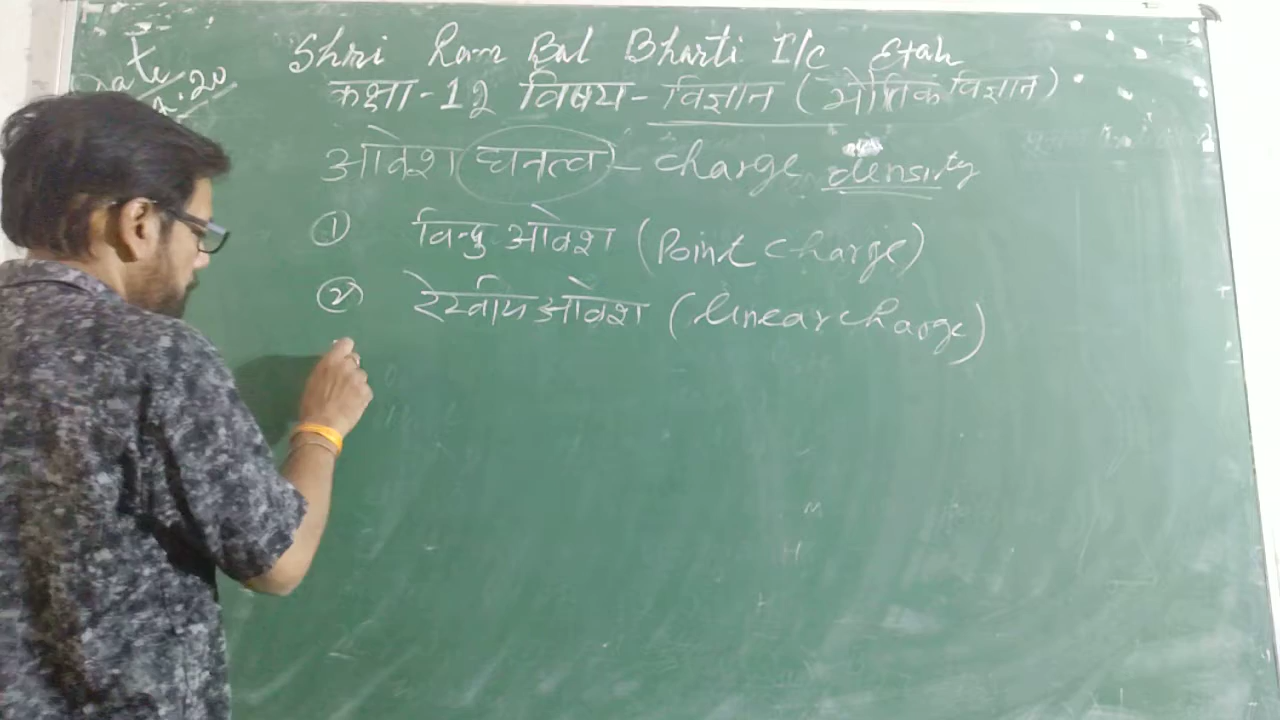 Shri Ram Bal Bharti I/c Etah
कक्षा-12 विषय- विज्ञान (भौतिक विज्ञान)
आवेश घनत्व - charge density
① विन्दु आवेश (Point charge)
② रेखीय आवेश (linear charge)